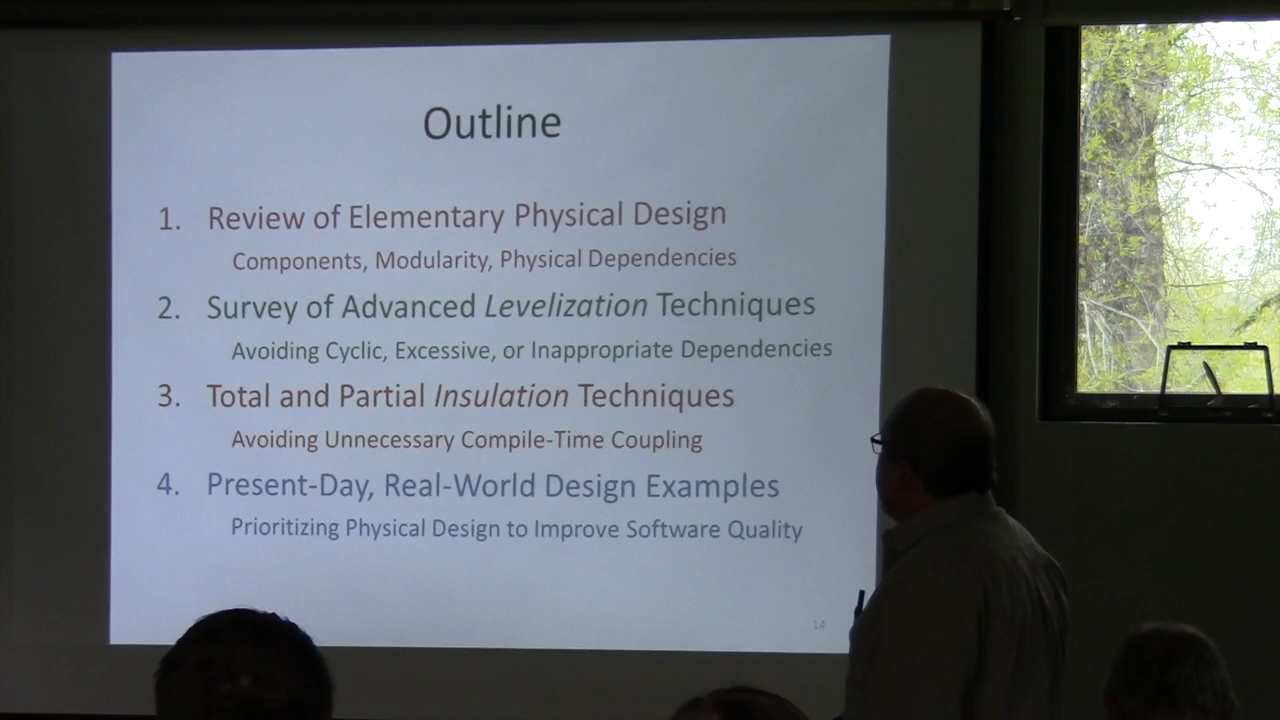 Outline
1. Review of Elementary Physical Design
Components, Modularity, Physical Dependencies
2. Survey of Advanced Levelization Techniques
Avoiding Cyclic, Excessive, or Inappropriate Dependencies
3. Total and Partial Insulation Techniques
Avoiding Unnecessary Compile-Time Coupling
4. Present-Day, Real-World Design Examples
Prioritizing Physical Design to Improve Software Quality
14